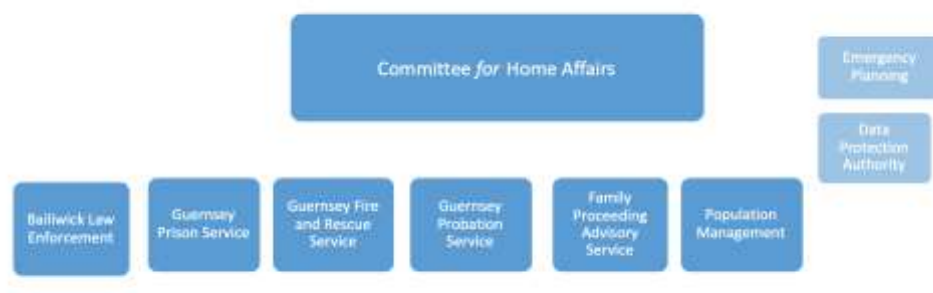 Committee for Home Affairs
Emergency
Planning
Data
Protection
Authority
Bailiwick Law
Enforcement
Guernsey
Prison Service
Guernsey Fire
and Rescue
Service
Guernsey
Probation
Service
Family
Proceeding
Advisory
Service
Population
Management